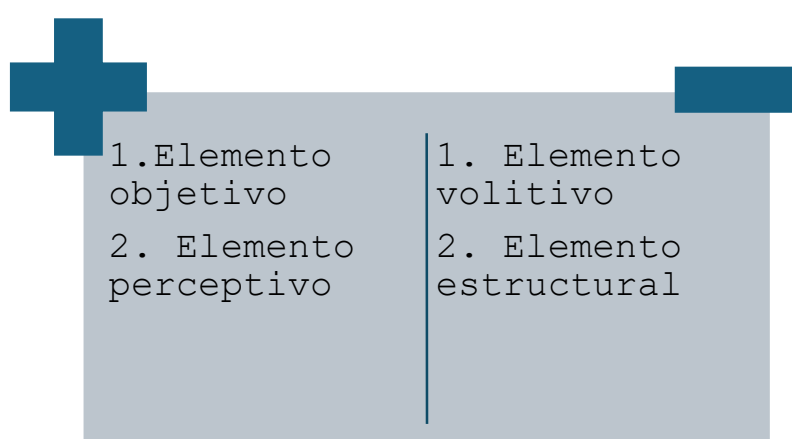 1.Elemento
objetivo
2. Elemento
perceptivo
1. Elemento
volitivo
2. Elemento
estructural